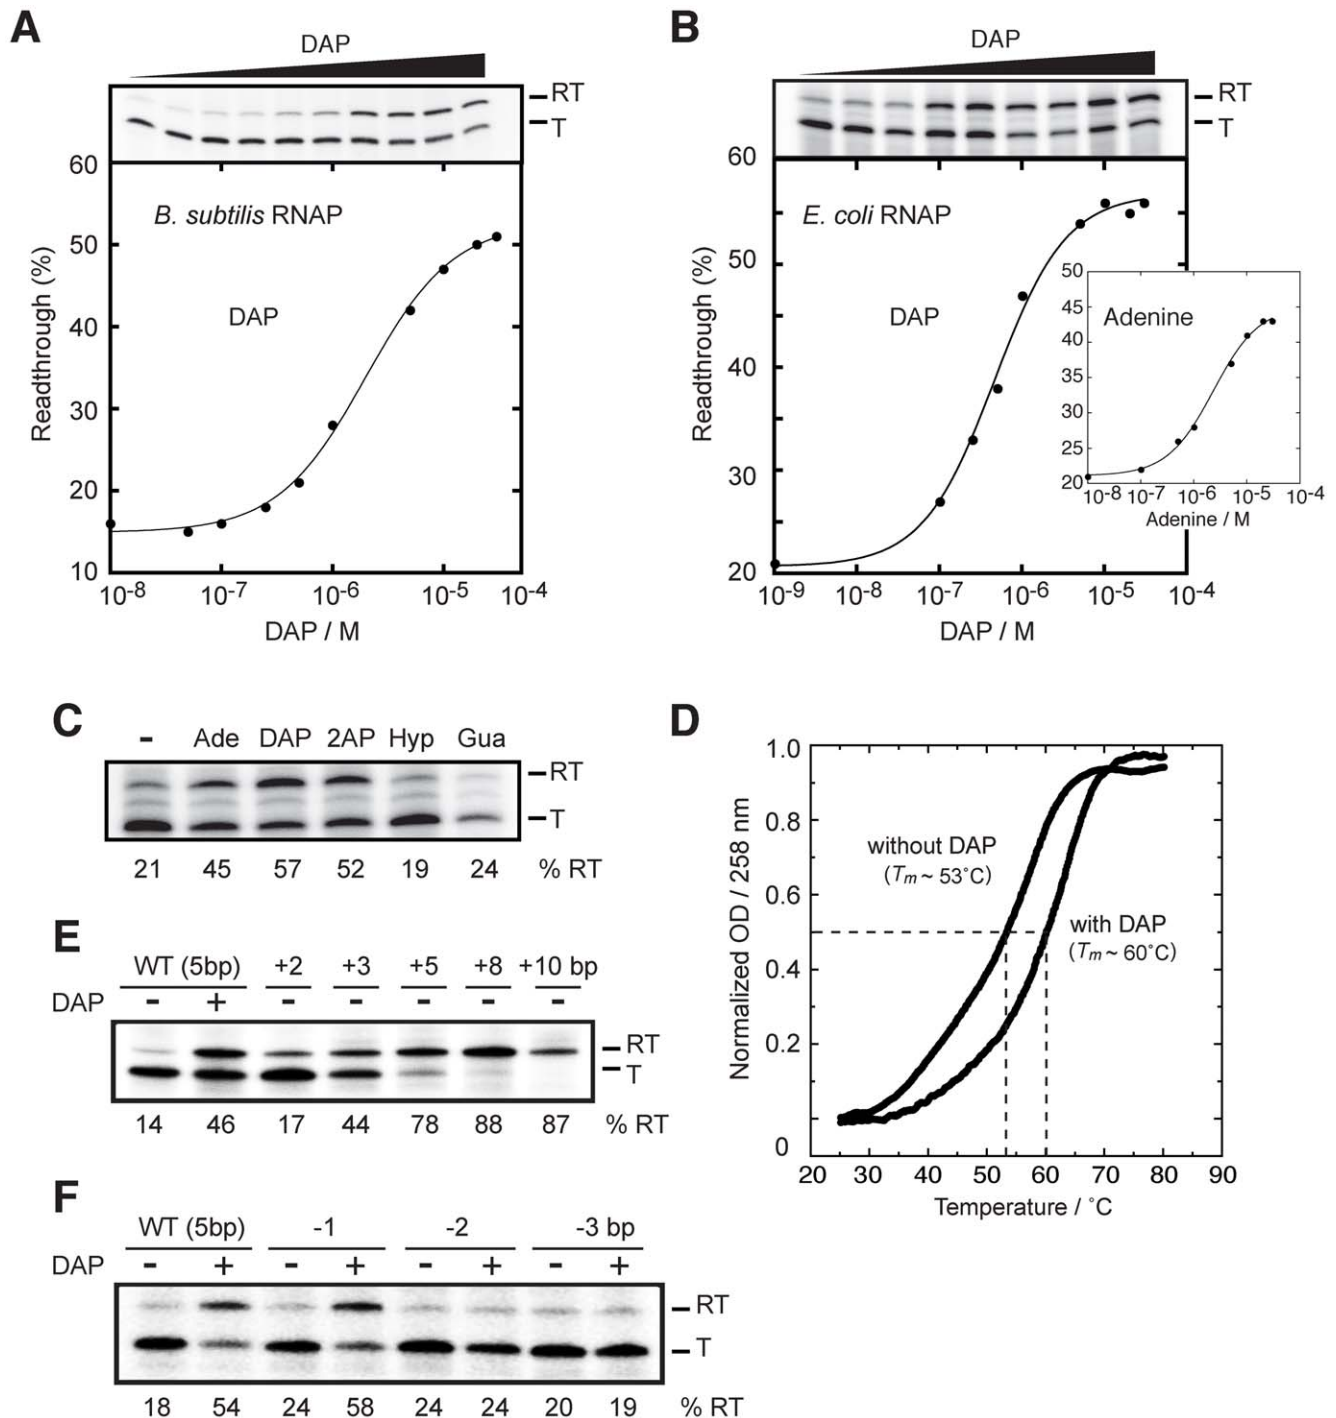 A
DAP
RT
T
60
50
40
30
20
10
Readthrough (%)
B. subtilis RNAP
DAP
10-8 10-7 10-6 10-5 10-4
DAP / M
B
DAP
RT
T
60
50
40
30
20
Readthrough (%)
E. coli RNAP
DAP
10-9 10-8 10-7 10-6 10-5 10-4
DAP / M
50
45
40
35
30
25
20
Adenine
10-8 10-7 10-6 10-5 10-4
Adenine / M
C
- Ade DAP 2AP Hyp Gua
RT
T
21 45 57 52 19 24 % RT
D
1.0
0.8
0.6
0.4
0.2
0
Normalized OD / 258 nm
without DAP
(Tm ~ 53˚C)
with DAP
(Tm ~ 60˚C)
20 30 40 50 60 70 80 90
Temperature / ˚C
E
WT (5bp) +2 +3 +5 +8 +10 bp
DAP - + - - - - -
RT
T
14 46 17 44 78 88 87 % RT
F
WT (5bp) -1 -2 -3 bp
DAP - + - + - + - +
RT
T
18 54 24 58 24 24 20 19 % RT